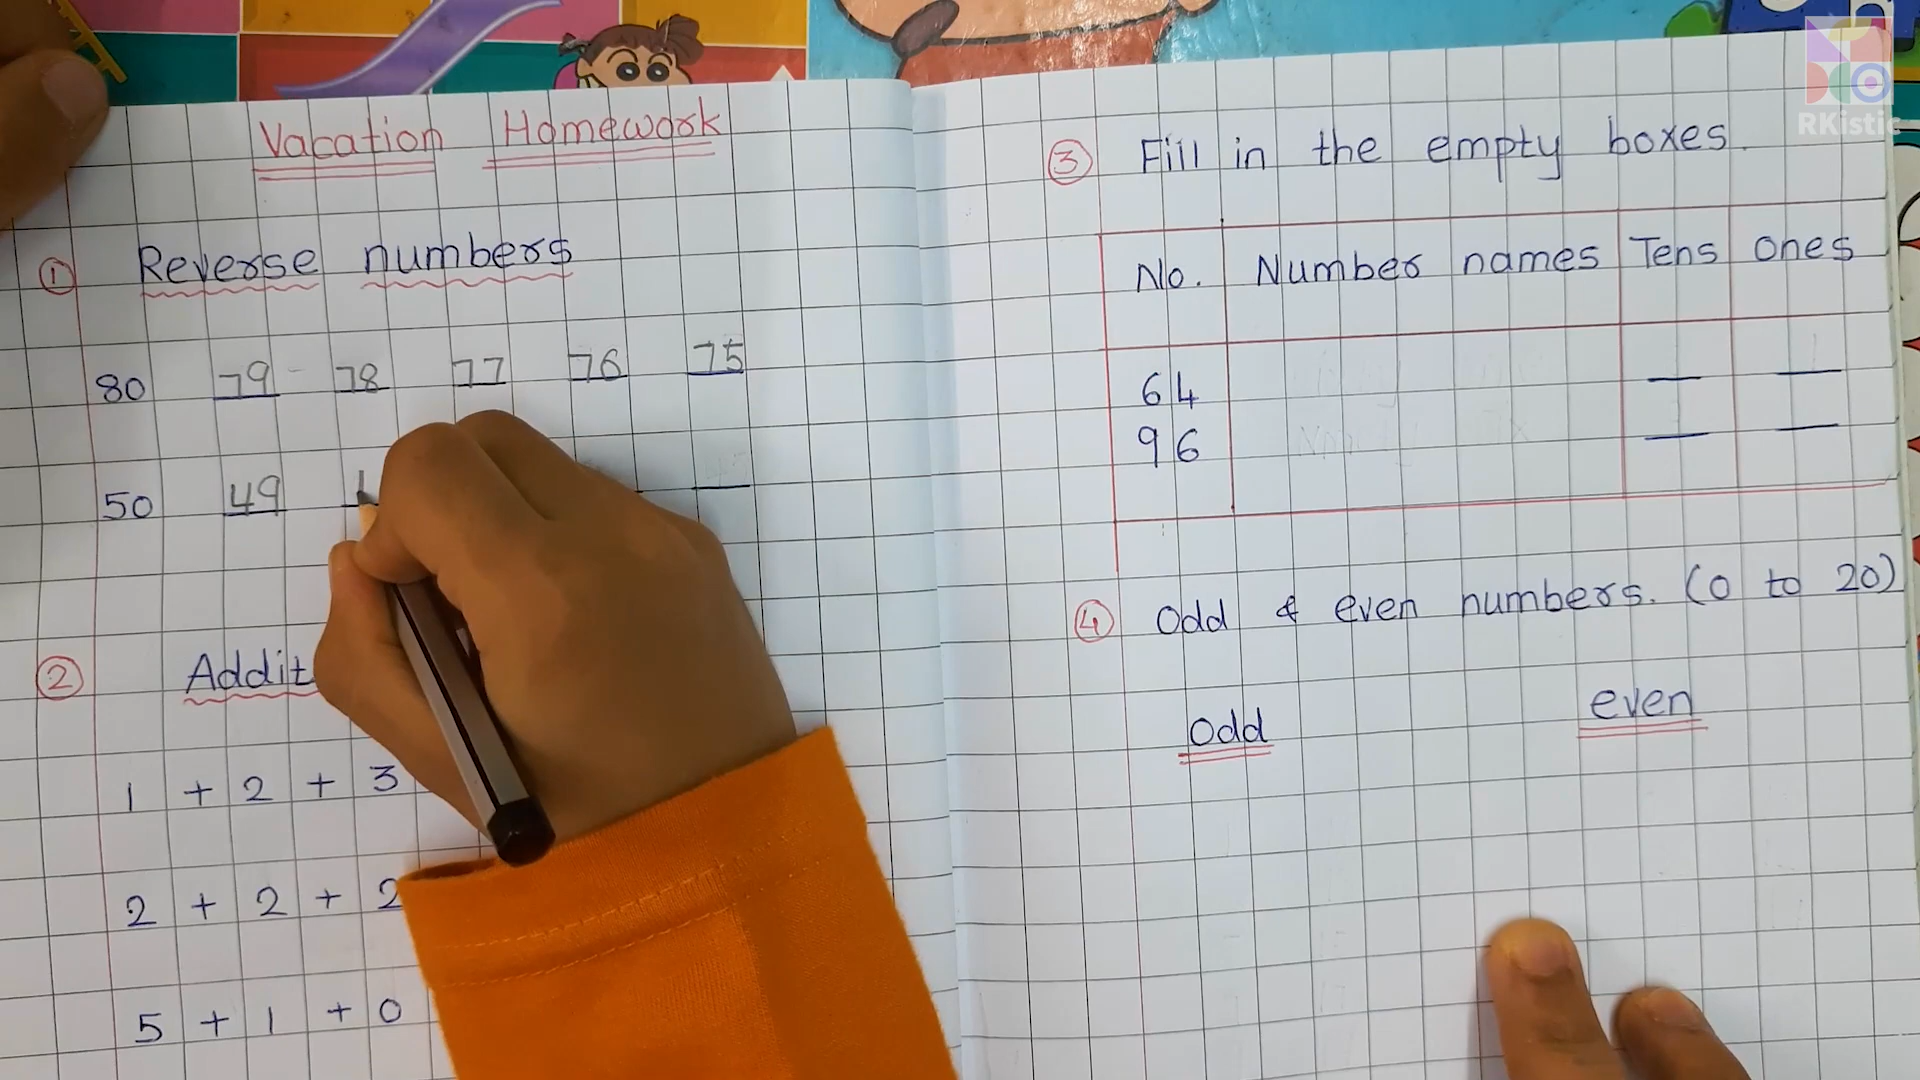 Vacation Homework
① Reverse numbers
80 79 78 77 76 75
50 49
② Addit
1 + 2 + 3
2 + 2 + 2
5 + 1 + 0
③ Fill in the empty boxes.
No. Number names Tens ones
64
96
④ Odd & even numbers. (0 to 20)
Odd even
RKistic